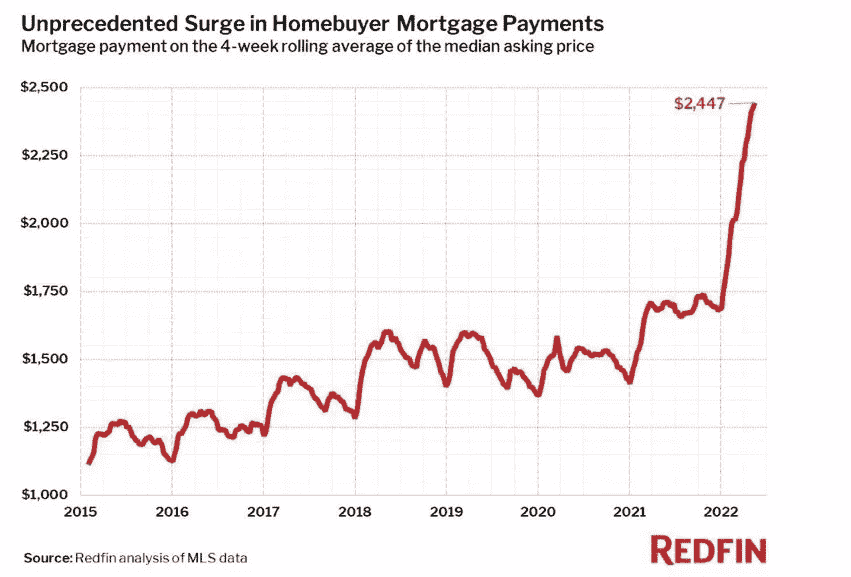 Unprecedented Surge in Homebuyer Mortgage Payments
Mortgage payment on the 4-week rolling average of the median asking price
$2,500
$2,447
$2,250
$2,000
$1,750
$1,500
$1,250
$1,000
2015 2016 2017 2018 2019 2020 2021 2022
Source: Redfin analysis of MLS data
REDFIN